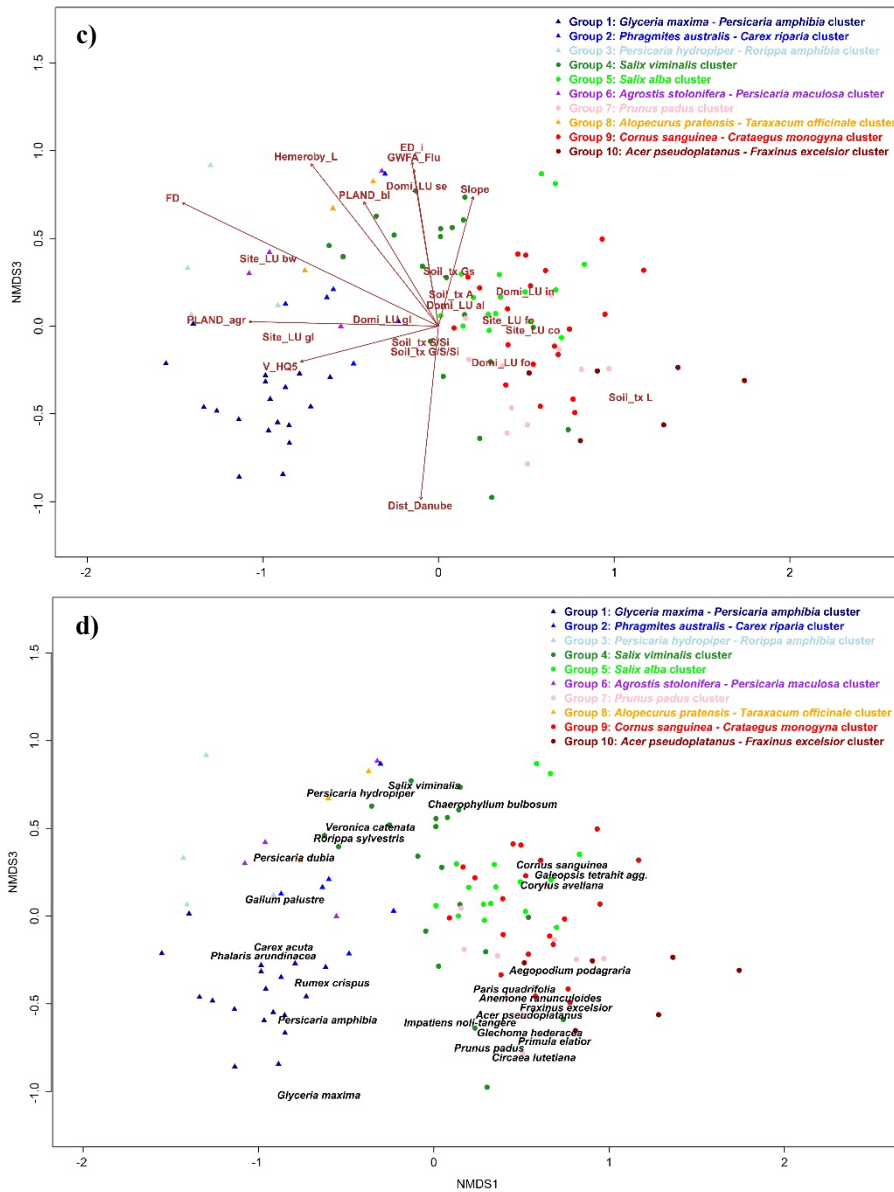 c)
Group 1: Glyceria maxima - Persicaria amphibia cluster
Group 2: Phragmites australis - Carex riparia cluster
Group 3: Persicaria hydropiper - Rorippa amphibia cluster
Group 4: Salix viminalis cluster
Group 5: Salix alba cluster
Group 6: Agrostis stolonifera - Persicaria maculosa cluster
Group 7: Prunus padus cluster
Group 8: Alopecurus pratensis - Taraxacum officinale cluster
Group 9: Cornus sanguinea - Crataegus monogyna cluster
Group 10: Acer pseudoplatanus - Fraxinus excelsior cluster
1.5
1.0
ED_i
Hemeroby_L
GWFA_Flu
Domi_LU se
Slope
PLAND_bl
FD
0.5
NMDS3
Site_LU bw
Soil_tx Gs
Soil_tx A
Domi_LU in
Domi_LU al
PLAND_agr
Domi_LU gl
Site_LU fo
0.0
Site_LU gl
Site_LU co
Soil_tx S/Si
Soil_tx G/S/Si
V_HQ5
Domi_LU fo
Soil_tx L
-0.5
Dist_Danube
-1.0
-2
-1
0
1
2
d)
Group 1: Glyceria maxima - Persicaria amphibia cluster
Group 2: Phragmites australis - Carex riparia cluster
Group 3: Persicaria hydropiper - Rorippa amphibia cluster
Group 4: Salix viminalis cluster
Group 5: Salix alba cluster
Group 6: Agrostis stolonifera - Persicaria maculosa cluster
Group 7: Prunus padus cluster
Group 8: Alopecurus pratensis - Taraxacum officinale cluster
Group 9: Cornus sanguinea - Crataegus monogyna cluster
Group 10: Acer pseudoplatanus - Fraxinus excelsior cluster
1.5
1.0
Salix viminalis
Persicaria hydropiper
Chaerophyllum bulbosum
Veronica catenata
Rorippa sylvestris
0.5
NMDS3
Persicaria dubia
Cornus sanguinea
Galeopsis tetrahit agg.
Corylus avellana
Galium palustre
0.0
Carex acuta
Phalaris arundinacea
Aegopodium podagraria
Rumex crispus
Paris quadrifolia
Anemone ranunculoides
-0.5
Fraxinus excelsior
Acer pseudoplatanus
Persicaria amphibia
Impatiens noli-tangere
Glechoma hederacea
Primula elatior
Prunus padus
Circaea lutetiana
Glyceria maxima
-1.0
-2
-1
0
1
2
NMDS1